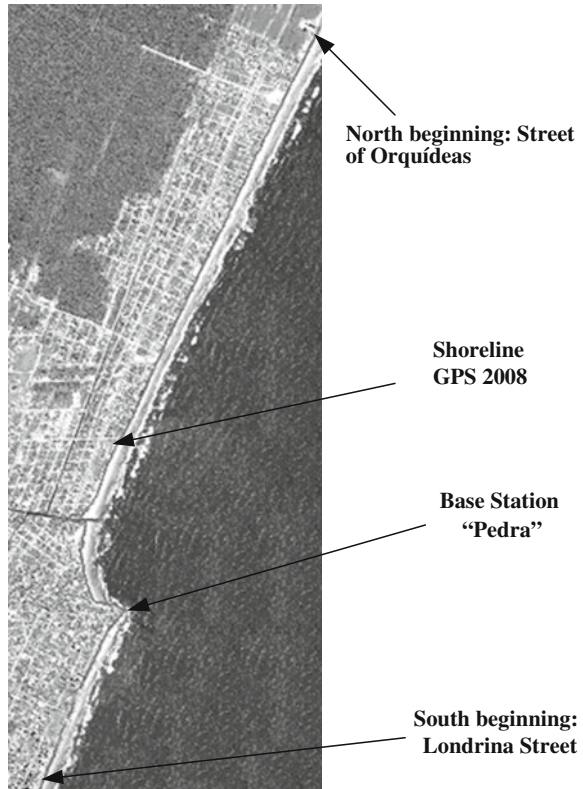 North beginning: Street
of Orquídeas
Shoreline
GPS 2008
Base Station
“Pedra”
South beginning:
Londrina Street